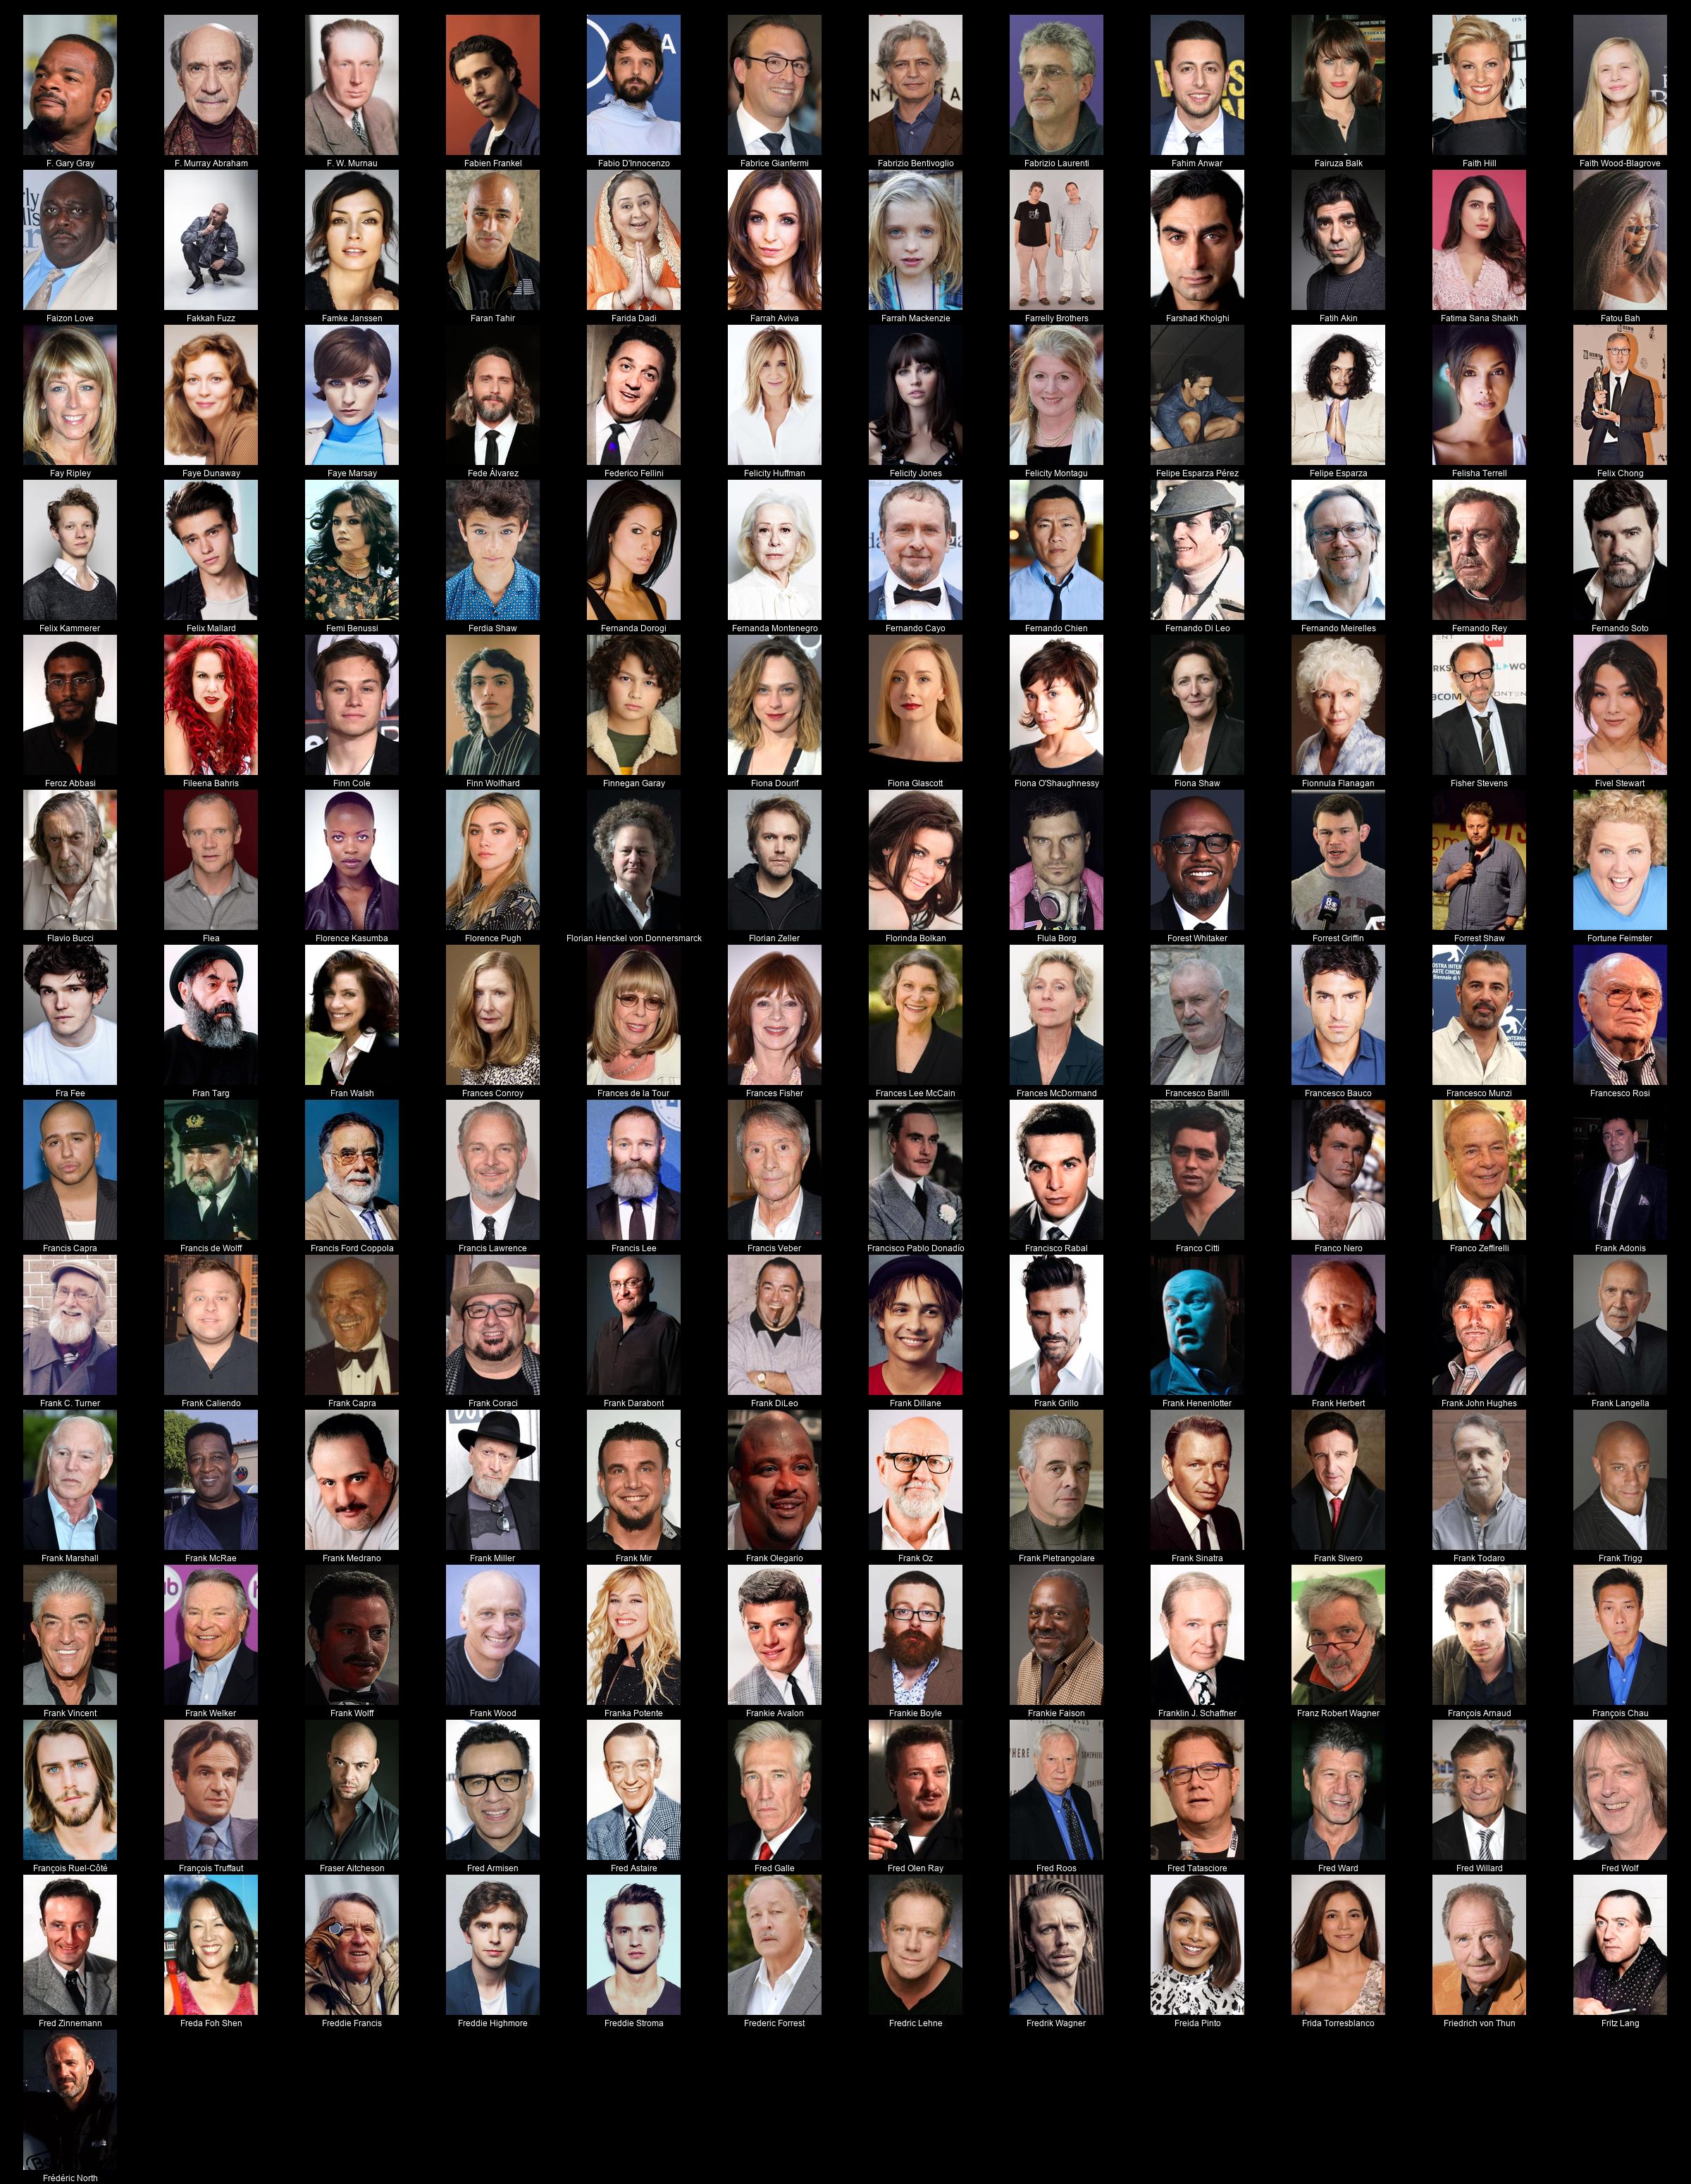 F. Gary Gray
F. Murray Abraham
F. W. Murnau
Fabien Frankel
Fabio D'Innocenzo
Fabrice Gianfermi
Fabrizio Bentivoglio
Fabrizio Laurenti
Fahim Anwar
Fairuza Balk
Faith Hill
Faith Wood-Blagrove
Faizon Love
Fakkah Fuzz
Famke Janssen
Faran Tahir
Farida Dadi
Farrah Aviva
Farrah Mackenzie
Farrelly Brothers
Farshad Kholghi
Fatih Akin
Fatima Sana Shaikh
Fatou Bah
Fay Ripley
Faye Dunaway
Faye Marsay
Fede Álvarez
Federico Fellini
Felicity Huffman
Felicity Jones
Felicity Montagu
Felipe Esparza Pérez
Felipe Esparza
Felisha Terrell
Felix Chong
Felix Kammerer
Felix Mallard
Femi Benussi
Ferdia Shaw
Fernanda Dorogi
Fernanda Montenegro
Fernando Cayo
Fernando Chien
Fernando Di Leo
Fernando Meirelles
Fernando Rey
Fernando Soto
Feroz Abbasi
Fileena Bahris
Finn Cole
Finn Wolfhard
Finnegan Garay
Fiona Dourif
Fiona Glascott
Fiona O'Shaughnessy
Fiona Shaw
Fionnula Flanagan
Fisher Stevens
Fivel Stewart
Flavio Bucci
Flea
Florence Kasumba
Florence Pugh
Florian Henckel von Donnersmarck
Florian Zeller
Florinda Bolkan
Flula Borg
Forest Whitaker
Forrest Griffin
Forrest Shaw
Fortune Feimster
Fra Fee
Fran Targ
Fran Walsh
Frances Conroy
Frances de la Tour
Frances Fisher
Frances Lee McCain
Frances McDormand
Francesco Barilli
Francesco Bauco
Francesco Munzi
Francesco Rosi
Francis Capra
Francis de Wolff
Francis Ford Coppola
Francis Lawrence
Francis Lee
Francis Veber
Francisco Pablo Donadío
Francisco Rabal
Franco Citti
Franco Nero
Franco Zeffirelli
Frank Adonis
Frank C. Turner
Frank Caliendo
Frank Capra
Frank Coraci
Frank Darabont
Frank DiLeo
Frank Dillane
Frank Grillo
Frank Henenlotter
Frank Herbert
Frank John Hughes
Frank Langella
Frank Marshall
Frank McRae
Frank Medrano
Frank Miller
Frank Mir
Frank Olegario
Frank Oz
Frank Pietrangolare
Frank Sinatra
Frank Sivero
Frank Todaro
Frank Trigg
Frank Vincent
Frank Welker
Frank Wolff
Frank Wood
Franka Potente
Frankie Avalon
Frankie Boyle
Frankie Faison
Franklin J. Schaffner
Franz Robert Wagner
François Arnaud
François Chau
François Ruel-Côté
François Truffaut
Fraser Aitcheson
Fred Armisen
Fred Astaire
Fred Galle
Fred Olen Ray
Fred Roos
Fred Tatasciore
Fred Ward
Fred Willard
Fred Wolf
Fred Zinnemann
Freda Foh Shen
Freddie Francis
Freddie Highmore
Freddie Stroma
Frederic Forrest
Fredric Lehne
Fredrik Wagner
Freida Pinto
Frida Torresblanco
Friedrich von Thun
Fritz Lang
Frédéric North